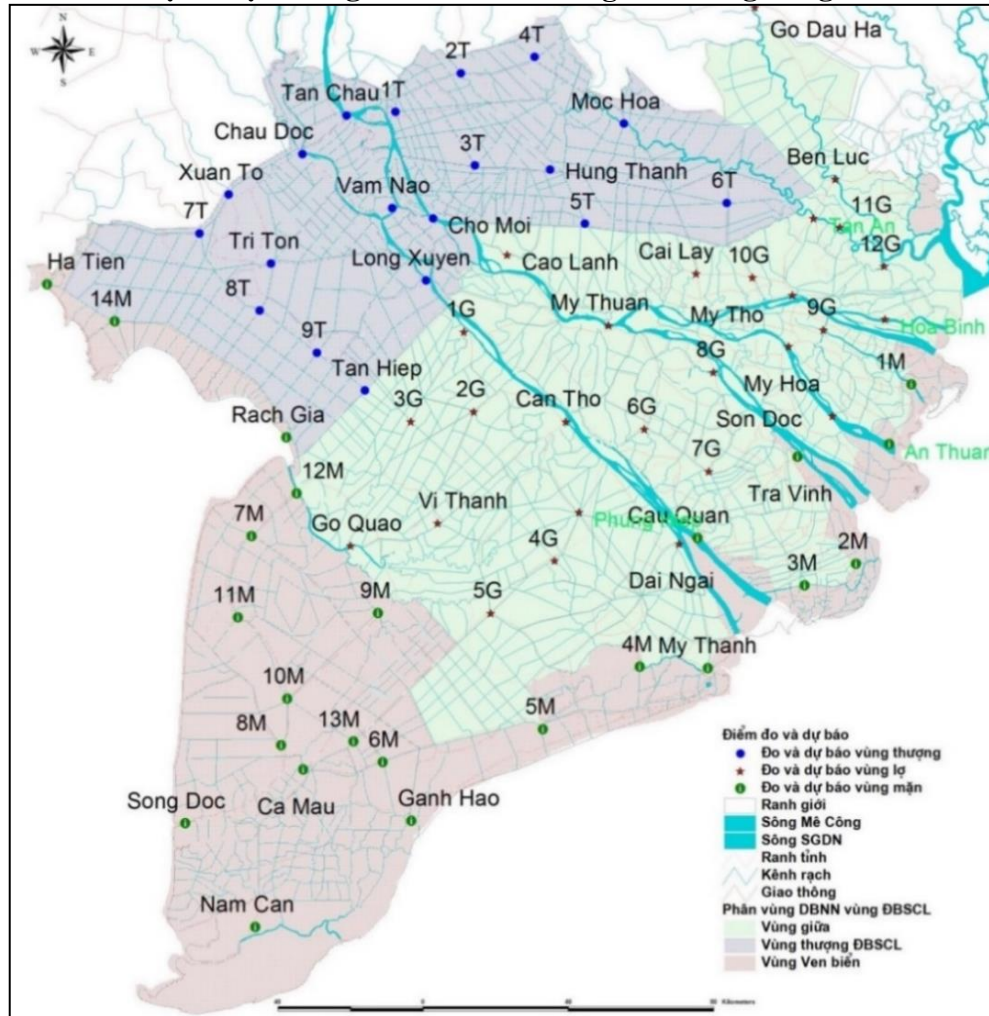 N
W
E
S
Go Dau Ha
4T
2T
Tan Chau
1T
Moc Hoa
Chau Doc
3T
Ben Luc
Xuan To
Vam Nao
Hung Thanh
6T
7T
5T
11G
Tan An
Cho Moi
Tri Ton
Long Xuyen
12G
Ha Tien
Cao Lanh
Cai Lay
10G
8T
14M
1G
My Thuan
My Tho
9G
Hoa Binh
9T
8G
Tan Hiep
1M
My Hoa
2G
3G
Can Tho
6G
Rach Gia
Son Doc
An Thuan
7G
12M
Tra Vinh
Vi Thanh
7M
Go Quao
Cau Quan
4G
2M
Dai Ngai
3M
11M
9M
5G
4M
My Thanh
10M
8M
13M
6M
5M
Song Doc
Ca Mau
Ganh Hao
Nam Can
Điểm đo và dự báo
Đo và dự báo vùng thượng
Đo và dự báo vùng lợ
Đo và dự báo vùng mặn
Ranh giới
Sông Mê Công
Sông SGDN
Ranh tỉnh
Kênh rạch
Giao thông
Phân vùng DBNN vùng ĐBSCL
Vùng giữa
Vùng thượng ĐBSCL
Vùng Ven biển
0
Kilometers